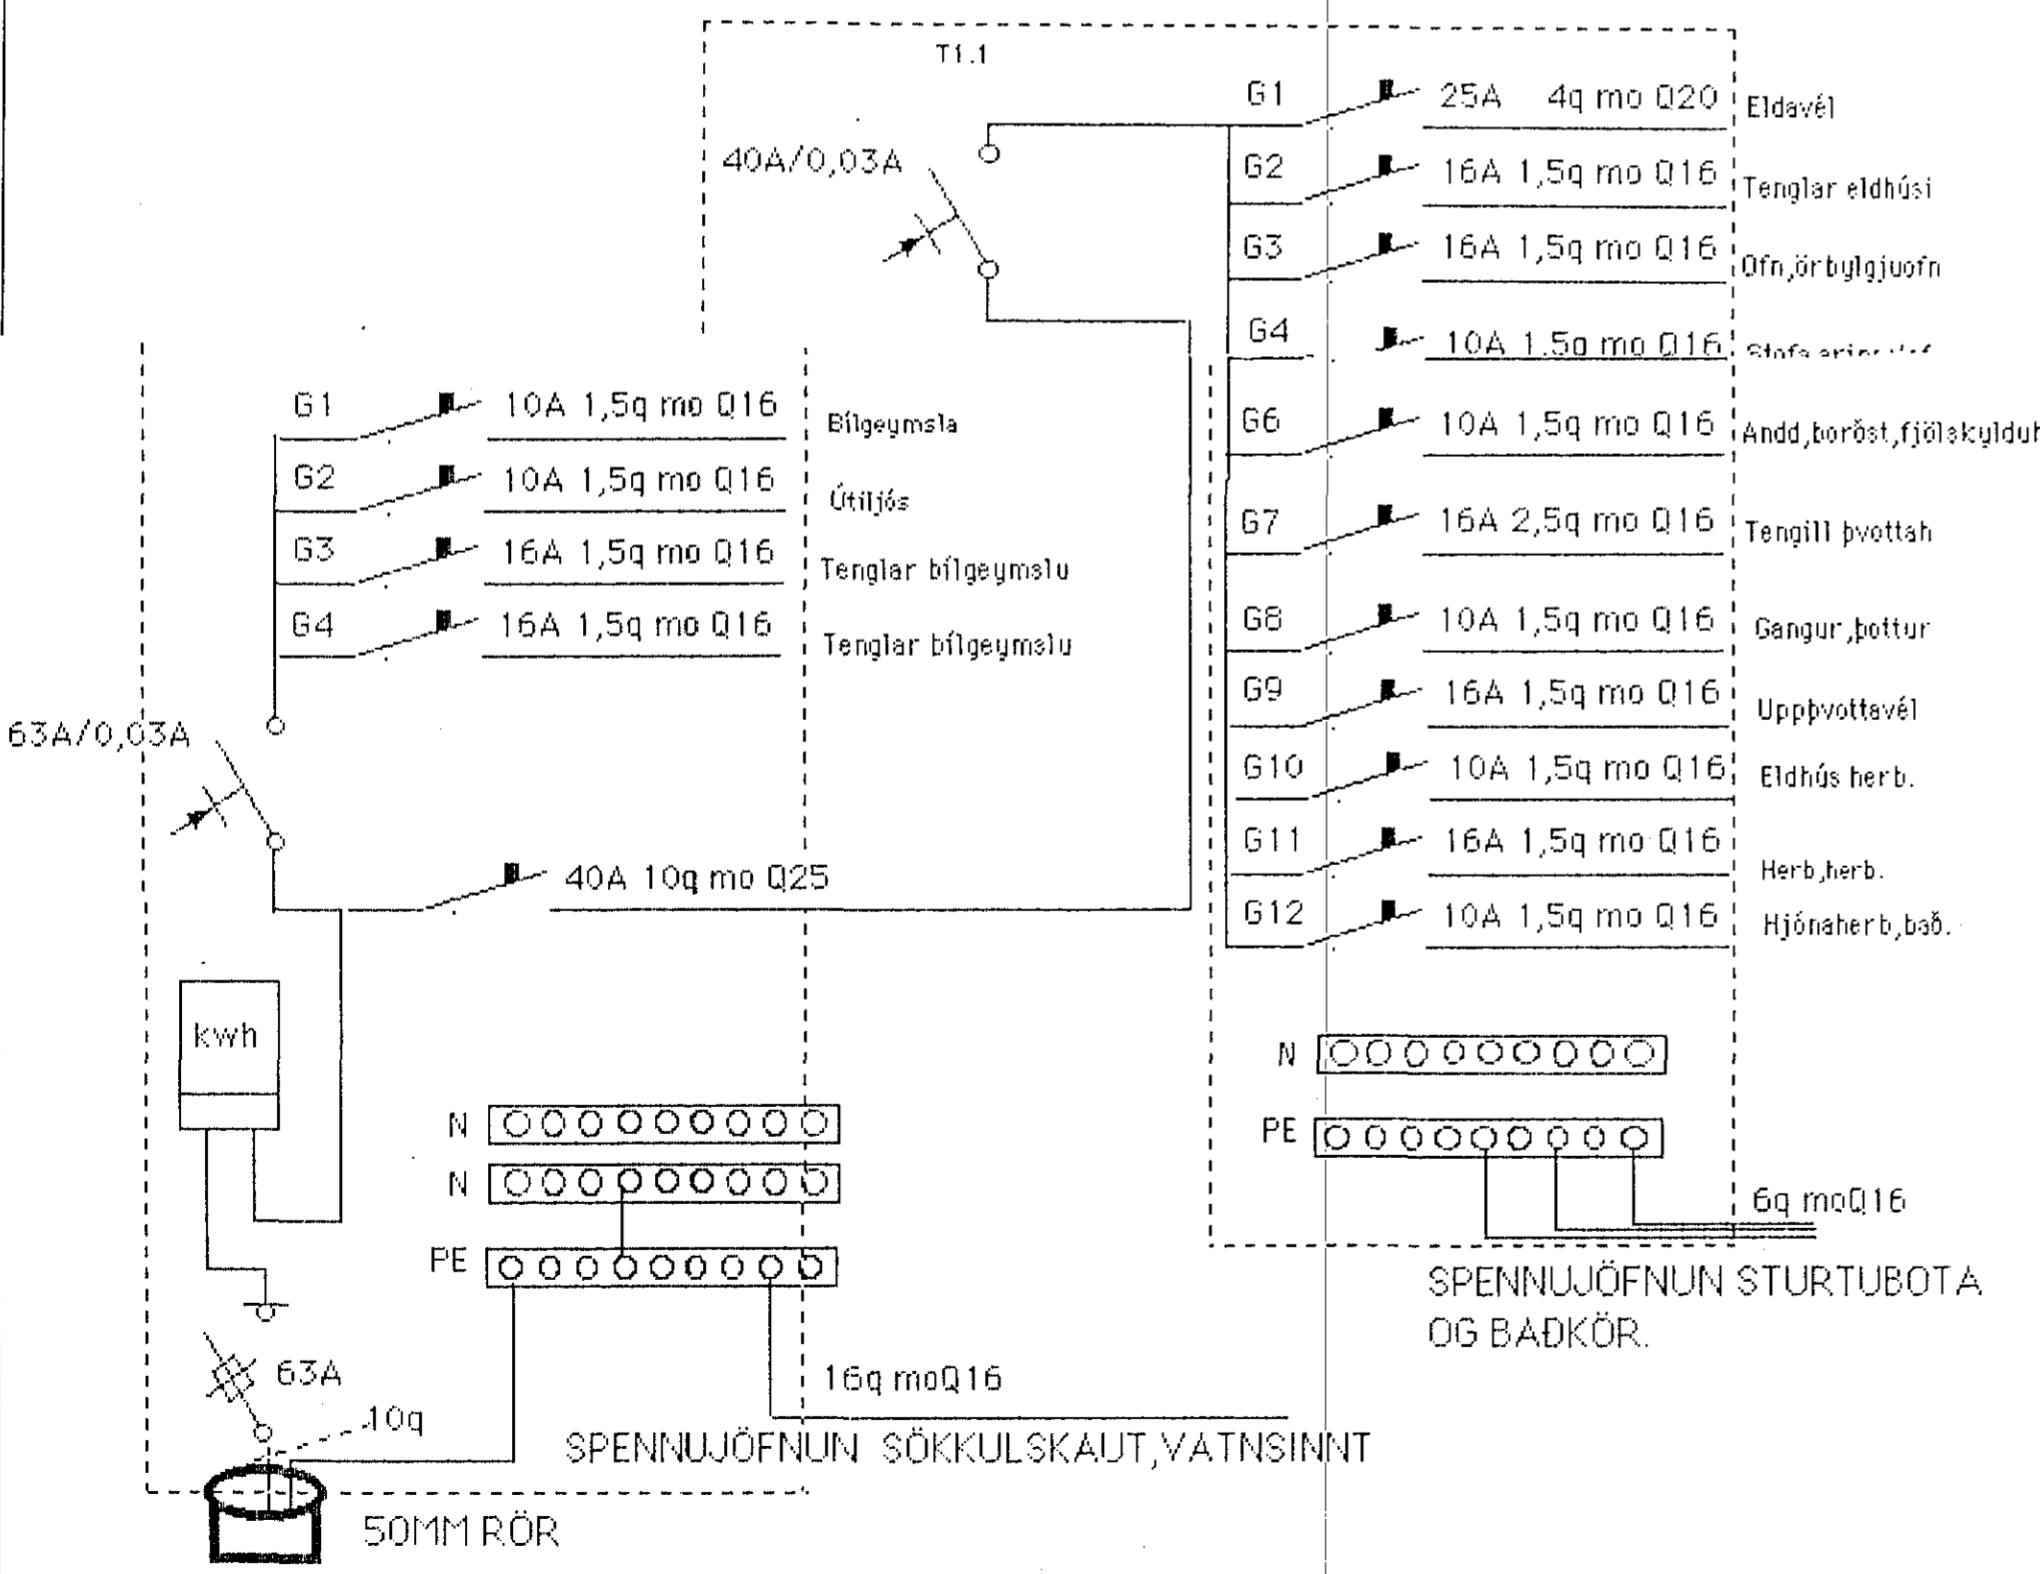 T1.1
40A/0,03A
G1 25A 4q mo Q20 Eldavél
G2 16A 1,5q mo Q16 Tenglar eldhúsi
G3 16A 1,5q mo Q16 Ofn,örbylgjuofn
G4 10A 1.5q mo Q16
G6 10A 1,5q mo Q16 Andd,borðst,fjölskylduh
G7 16A 2,5q mo Q16 Tengill þvottah
G8 10A 1,5q mo Q16 Gangur,þottur
G9 16A 1,5q mo Q16 Uppþvottavél
G10 10A 1,5q mo Q16 Eldhús herb.
G11 16A 1,5q mo Q16 Herb,herb.
G12 10A 1,5q mo Q16 Hjónaherb,bað.
N
PE
6q moQ16
SPENNUJÖFNUN STURTUBOTA
OG BAÐKÖR.
G1 10A 1,5q mo Q16 Bílgeymsla
G2 10A 1,5q mo Q16 Útiljós
G3 16A 1,5q mo Q16 Tenglar bílgeymslu
G4 16A 1,5q mo Q16 Tenglar bílgeymslu
63A/0,03A
40A 10q mo Q25
kwh
N
N
PE
63A
10q
16q moQ16
SPENNUJÖFNUN SÖKKULSKAUT,VATNSINNT
50MM RÖR